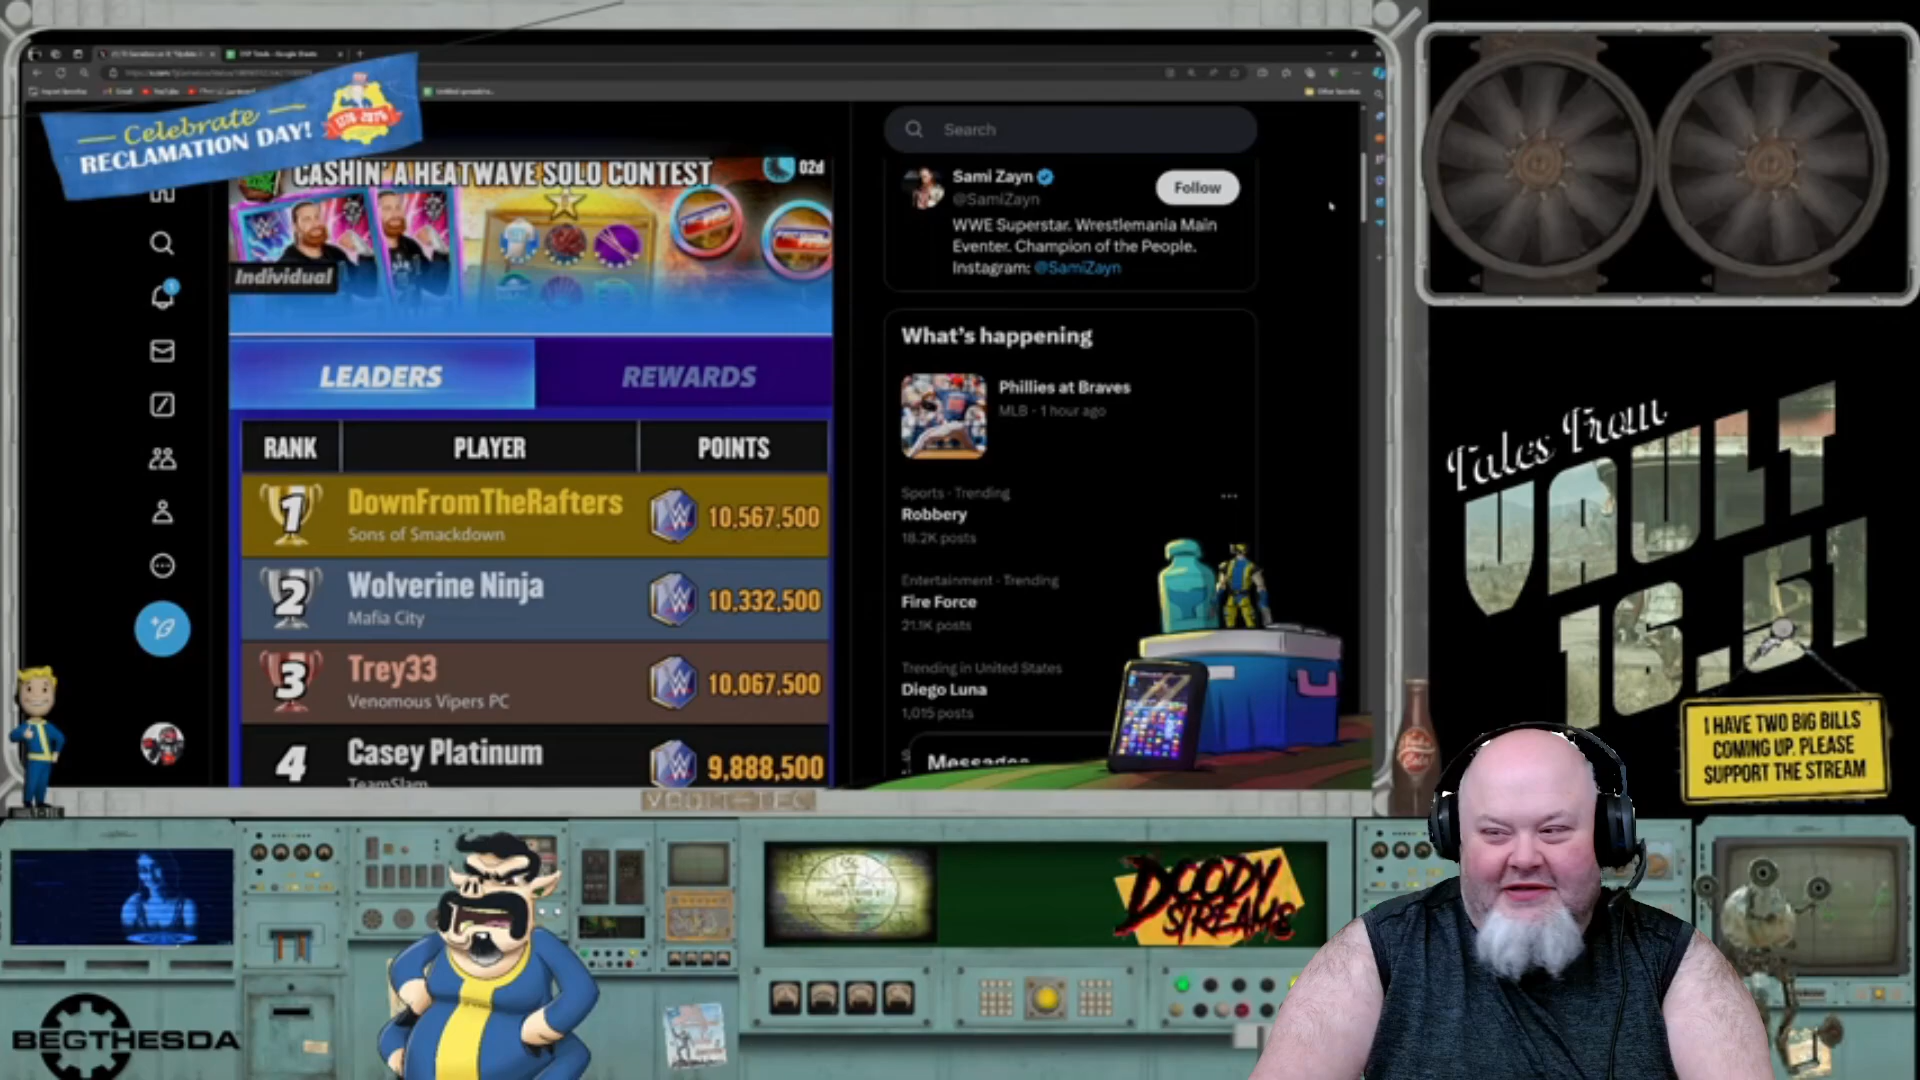 Celebrate
RECLAMATION DAY!
CASHIN' A HEATWAVE SOLO CONTEST
02d
Individual
LEADERS
REWARDS
RANK
PLAYER
POINTS
1
DownFromTheRafters
Sons of Smackdown
10,567,500
2
Wolverine Ninja
Mafia City
10,332,500
3
Trey33
Venomous Vipers PC
10,067,500
4
Casey Platinum
TeamSlam
9,888,500
Search
Sami Zayn
@SamiZayn
Follow
WWE Superstar. Wrestlemania Main
Eventer. Champion of the People.
Instagram: @SamiZayn
What's happening
Phillies at Braves
MLB · 1 hour ago
Sports · Trending
Robbery
18.2K posts
Entertainment · Trending
Fire Force
21.1K posts
Trending in United States
Diego Luna
1,015 posts
Messages
VAULT-TEC
Tales From
VAULT
16.51
I HAVE TWO BIG BILLS
COMING UP, PLEASE
SUPPORT THE STREAM
DOODY
STREAMS
BEGTHESDA